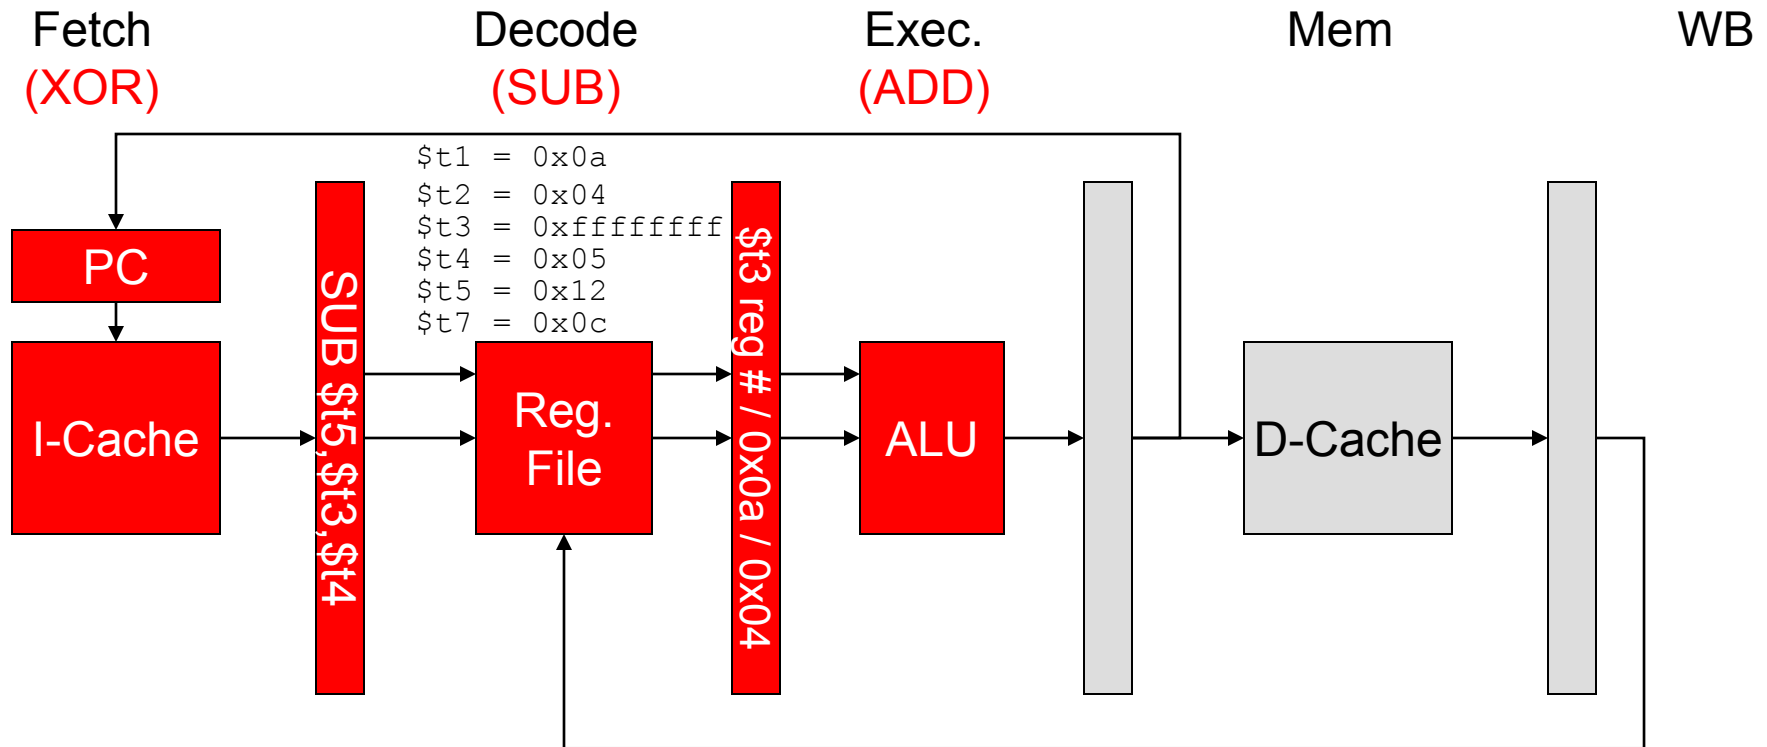 Fetch
(XOR)
Decode
(SUB)
Exec.
(ADD)
Mem
WB
$t1 = 0x0a
$t2 = 0x04
$t3 = 0xffffffff
$t4 = 0x05
$t5 = 0x12
$t7 = 0x0c
PC
I-Cache
SUB $t5,$t3,$t4
Reg.
File
$t3 reg # / 0x0a / 0x04
ALU
D-Cache